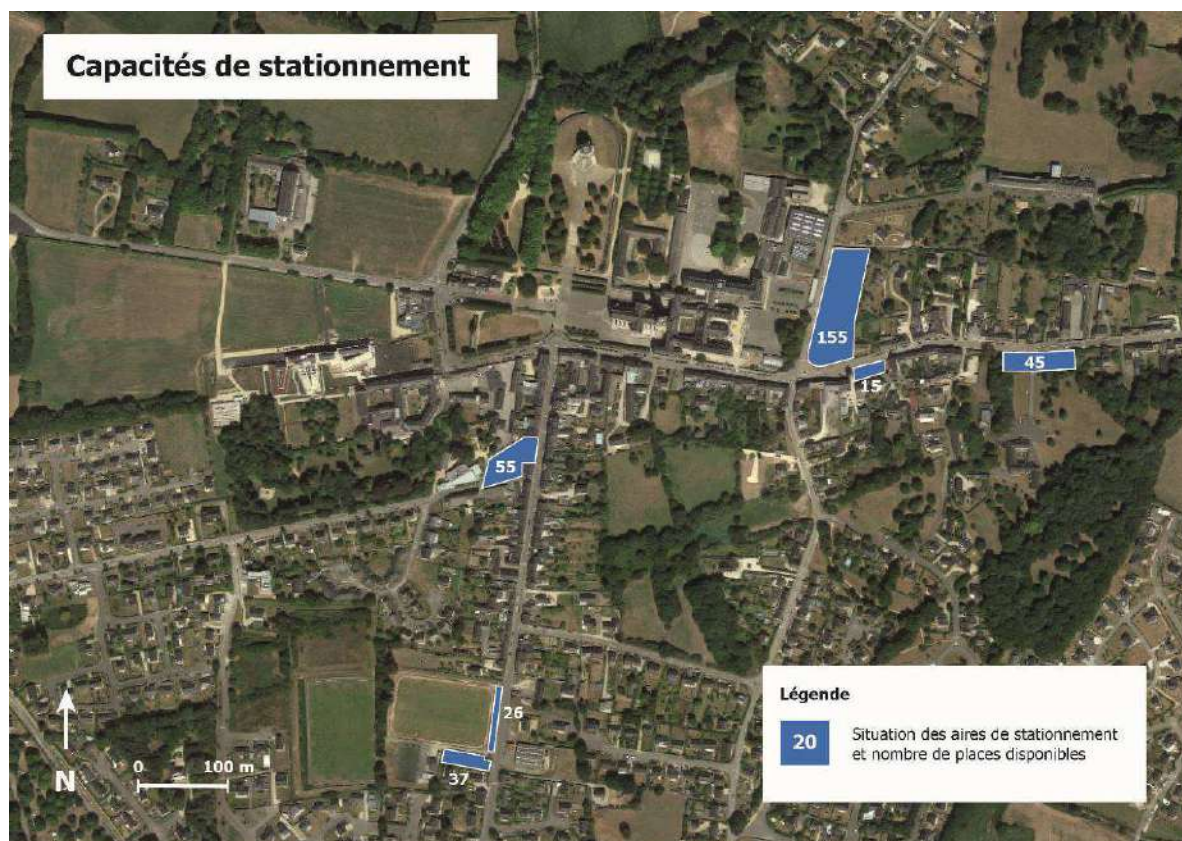 Capacités de stationnement
155
45
15
55
26
37
0 100 m
N
Légende
20
Situation des aires de stationnement
et nombre de places disponibles